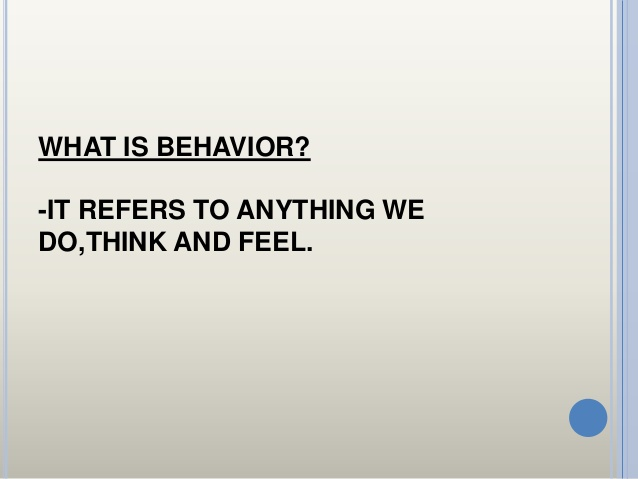 WHAT IS BEHAVIOR?
-IT REFERS TO ANYTHING WE
DO,THINK AND FEEL.